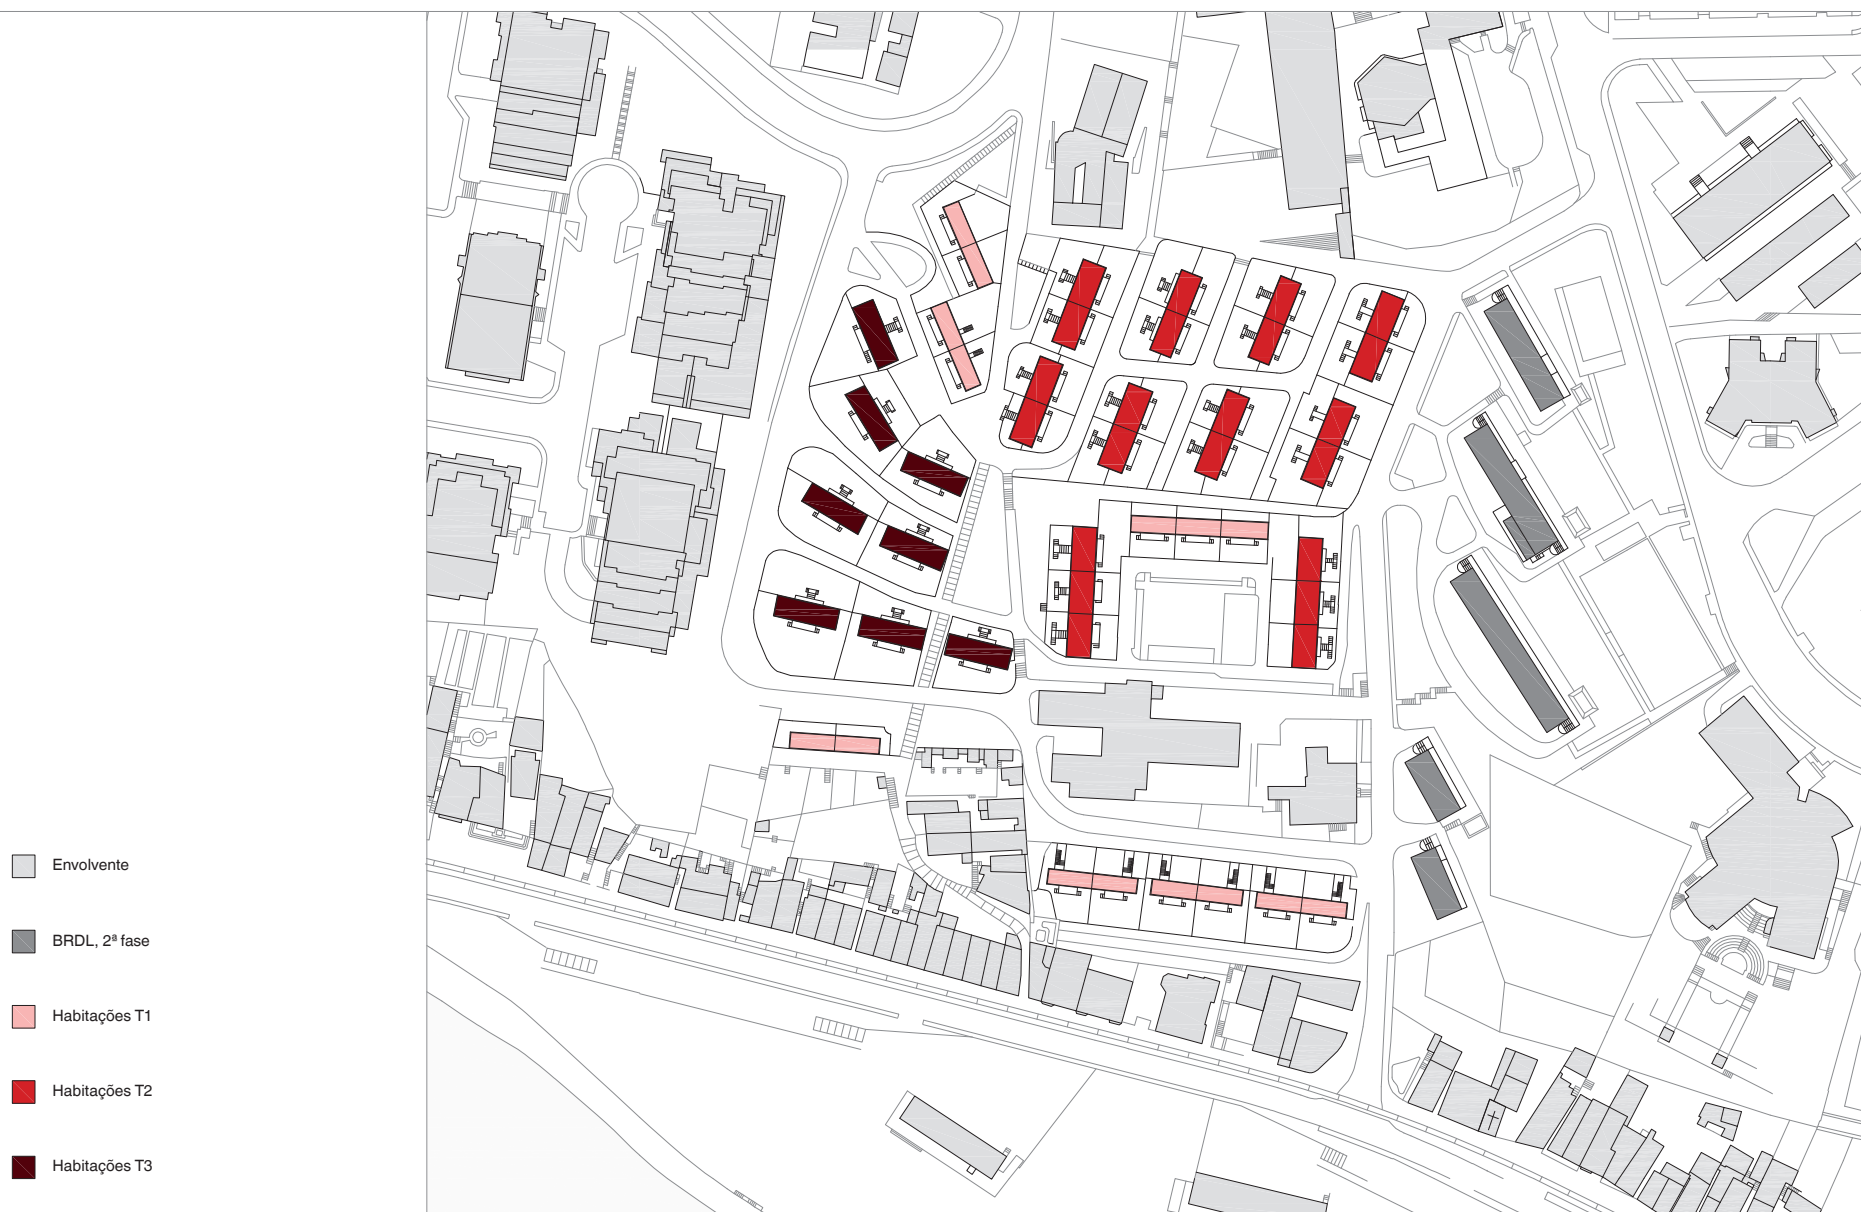 Envolvente
BRDL, 2ª fase
Habitações T1
Habitações T2
Habitações T3